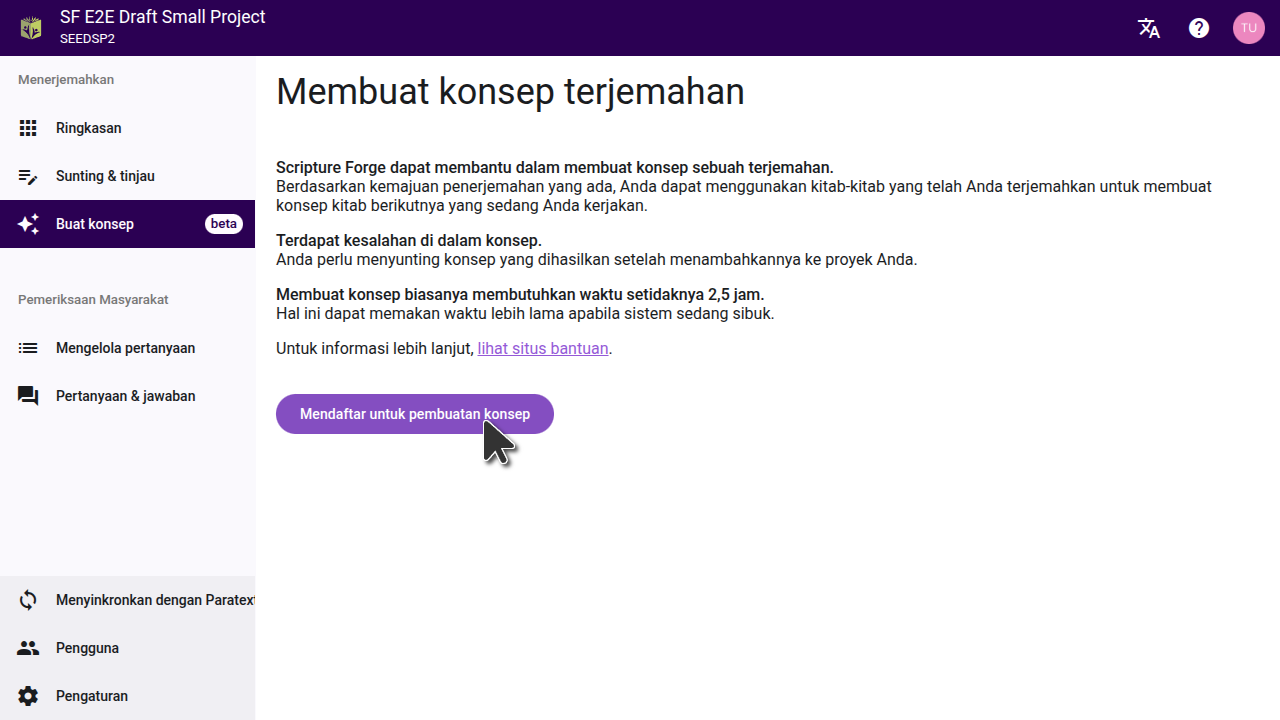 SF E2E Draft Small Project
SEEDSP2
TU
Menerjemahkan
Ringkasan
Sunting & tinjau
Buat konsep
beta
Pemeriksaan Masyarakat
Mengelola pertanyaan
Pertanyaan & jawaban
Menyinkronkan dengan Paratext
Pengguna
Pengaturan
Membuat konsep terjemahan
Scripture Forge dapat membantu dalam membuat konsep sebuah terjemahan.
Berdasarkan kemajuan penerjemahan yang ada, Anda dapat menggunakan kitab-kitab yang telah Anda terjemahkan untuk membuat
konsep kitab berikutnya yang sedang Anda kerjakan.
Terdapat kesalahan di dalam konsep.
Anda perlu menyunting konsep yang dihasilkan setelah menambahkannya ke proyek Anda.
Membuat konsep biasanya membutuhkan waktu setidaknya 2,5 jam.
Hal ini dapat memakan waktu lebih lama apabila sistem sedang sibuk.
Untuk informasi lebih lanjut, lihat situs bantuan.
Mendaftar untuk pembuatan konsep